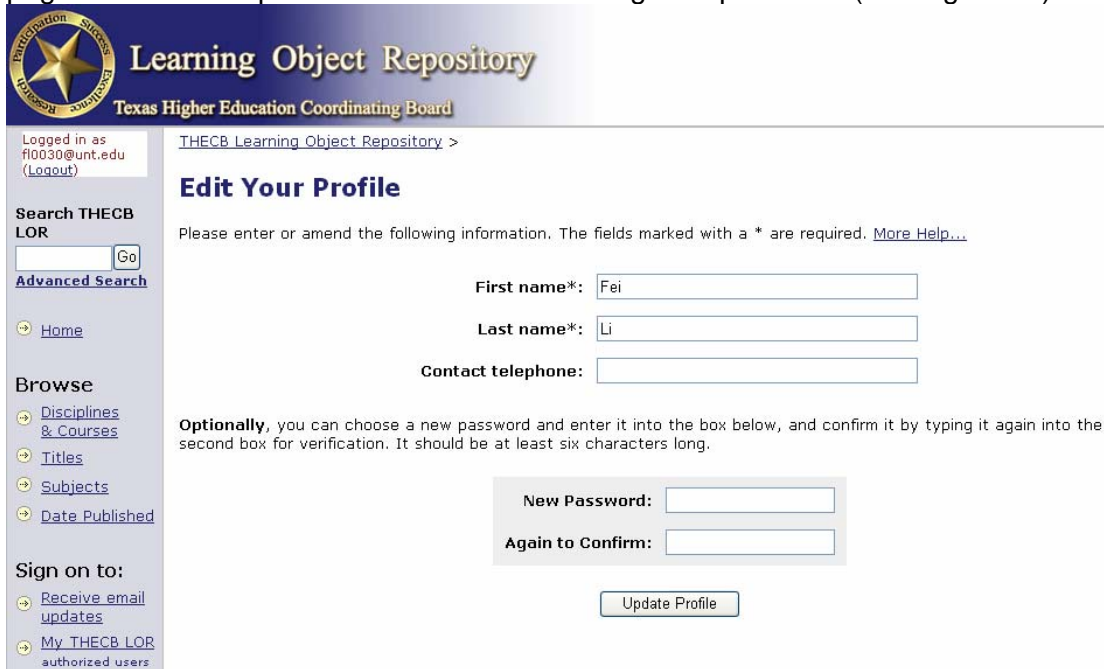 Participation Success
Excellence Research
Learning Object Repository
Texas Higher Education Coordinating Board
Logged in as
fl0030@unt.edu
(Logout)
Search THECB
LOR
Go
Advanced Search
Home
Browse
Disciplines
& Courses
Titles
Subjects
Date Published
Sign on to:
Receive email
updates
My THECB LOR
authorized users
THECB Learning Object Repository >
Edit Your Profile
Please enter or amend the following information. The fields marked with a * are required. More Help...
First name*: Fei
Last name*: Li
Contact telephone:
Optionally, you can choose a new password and enter it into the box below, and confirm it by typing it again into the
second box for verification. It should be at least six characters long.
New Password:
Again to Confirm:
Update Profile